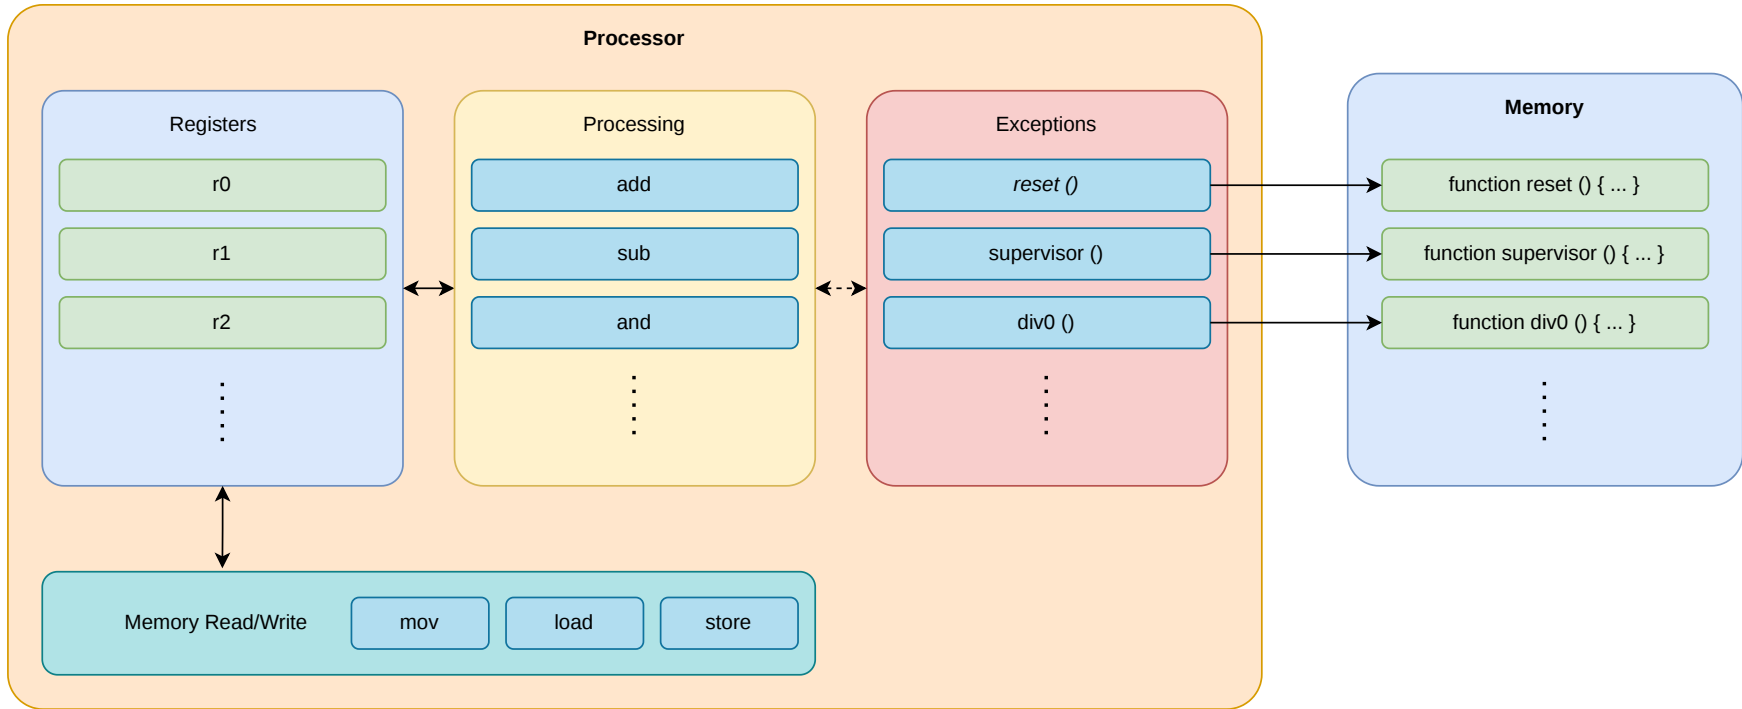 Processor
Registers
r0
r1
r2
Processing
add
sub
and
Exceptions
reset ()
supervisor ()
div0 ()
Memory
function reset () { ... }
function supervisor () { ... }
function div0 () { ... }
Memory Read/Write
mov
load
store